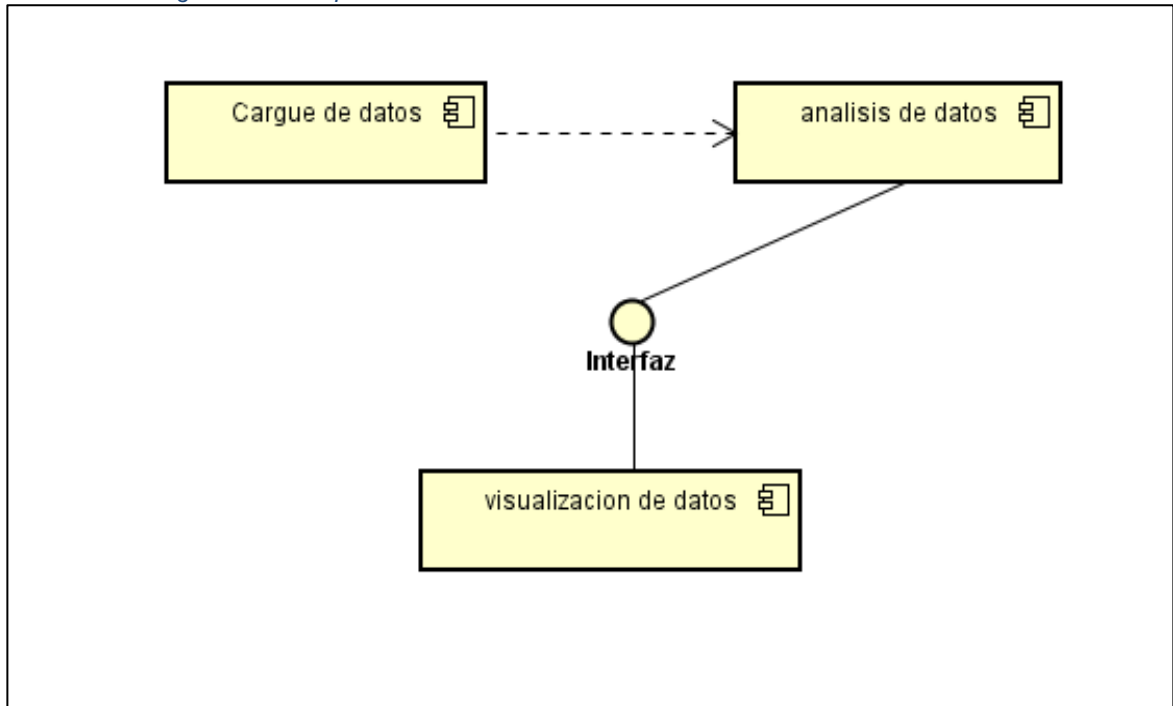 Cargue de datos
analisis de datos
Interfaz
visualizacion de datos